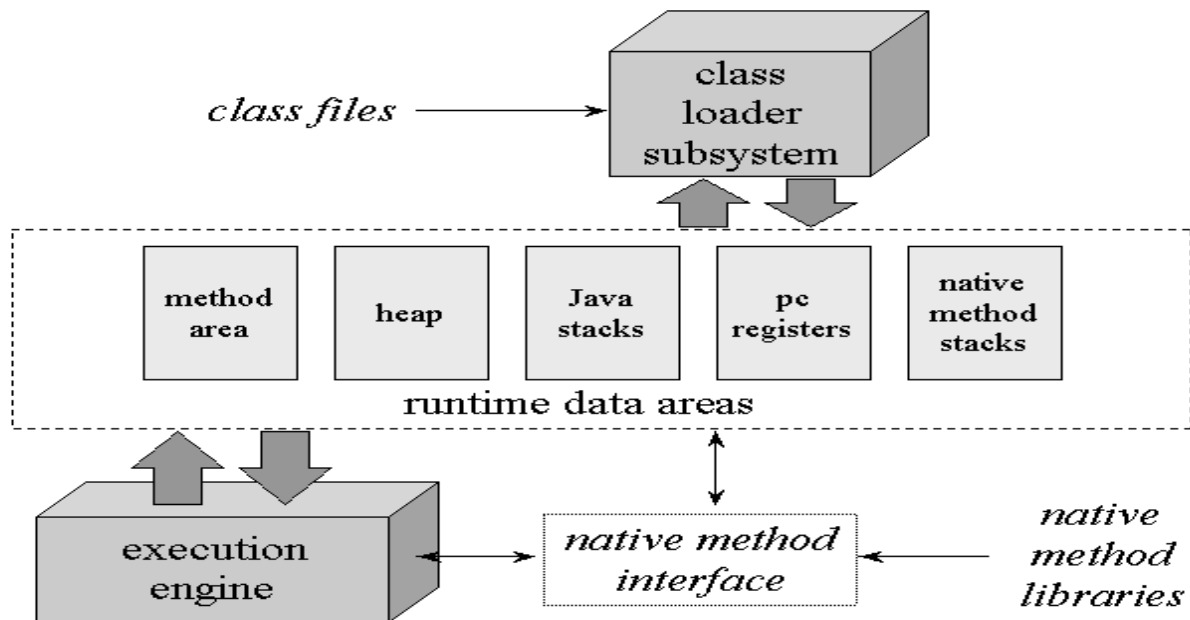 class
loader
subsystem
class files
method
area
heap
Java
stacks
pc
registers
native
method
stacks
runtime data areas
execution
engine
native method
interface
native
method
libraries